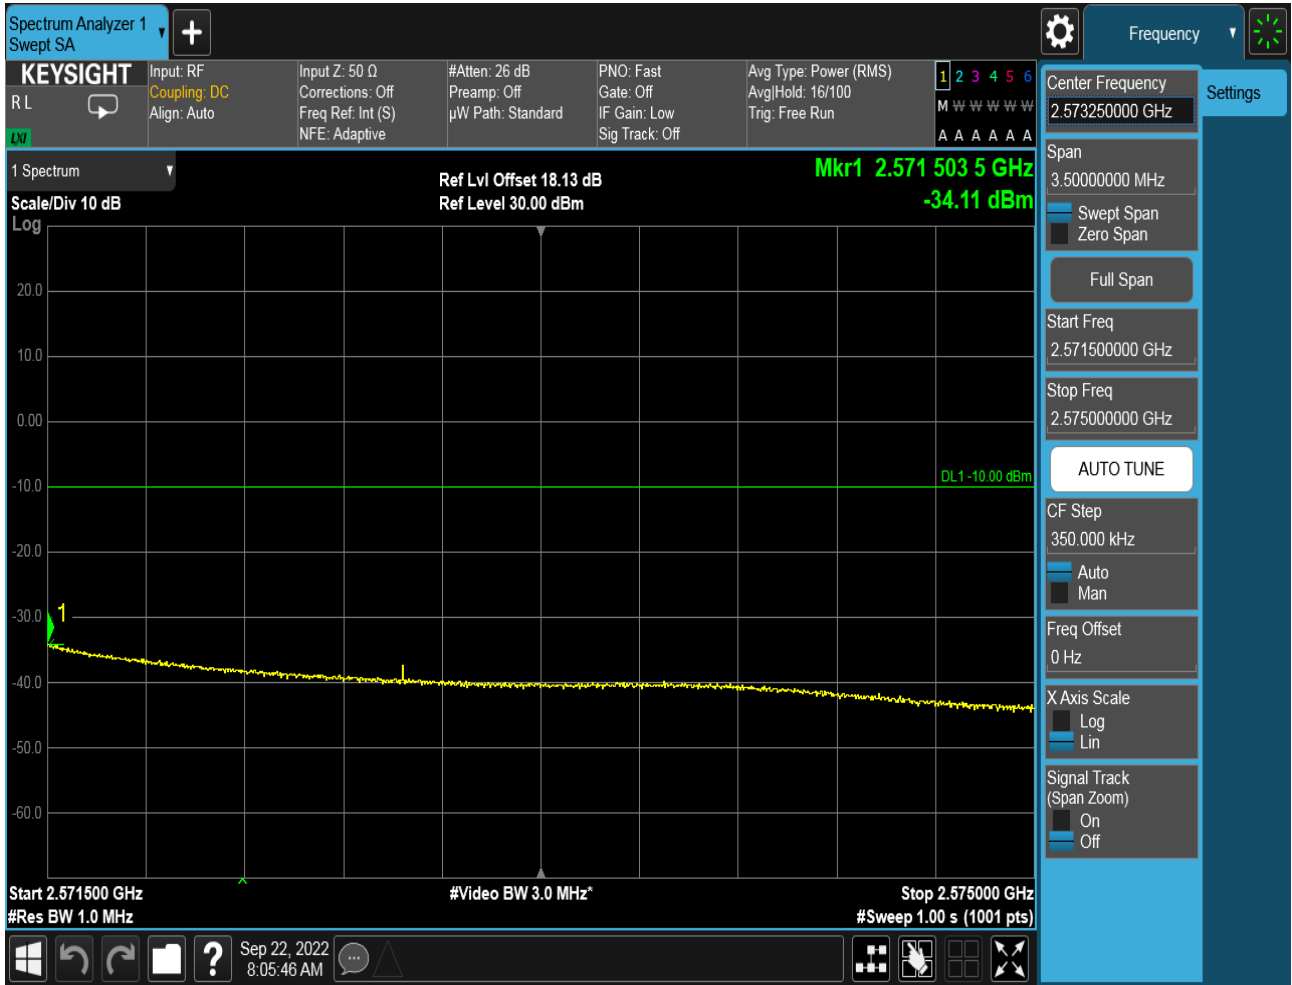 Spectrum Analyzer 1
Swept SA
+
Frequency
KEYSIGHT
R L
LXI
Input: RF
Coupling: DC
Align: Auto
Input Z: 50 Ω
Corrections: Off
Freq Ref: Int (S)
NFE: Adaptive
#Atten: 26 dB
Preamp: Off
µW Path: Standard
PNO: Fast
Gate: Off
IF Gain: Low
Sig Track: Off
Avg Type: Power (RMS)
Avg|Hold: 16/100
Trig: Free Run
1 2 3 4 5 6
M W W W W W
A A A A A A
1 Spectrum
Scale/Div 10 dB
Log
Ref Lvl Offset 18.13 dB
Ref Level 30.00 dBm
Mkr1 2.571 503 5 GHz
-34.11 dBm
20.0
10.0
0.00
-10.0
-20.0
-30.0
-40.0
-50.0
-60.0
DL1 -10.00 dBm
1
Start 2.571500 GHz
#Res BW 1.0 MHz
#Video BW 3.0 MHz*
Stop 2.575000 GHz
#Sweep 1.00 s (1001 pts)
Center Frequency
2.573250000 GHz
Settings
Span
3.50000000 MHz
Swept Span
Zero Span
Full Span
Start Freq
2.571500000 GHz
Stop Freq
2.575000000 GHz
AUTO TUNE
CF Step
350.000 kHz
Auto
Man
Freq Offset
0 Hz
X Axis Scale
Log
Lin
Signal Track
(Span Zoom)
On
Off
?
Sep 22, 2022
8:05:46 AM